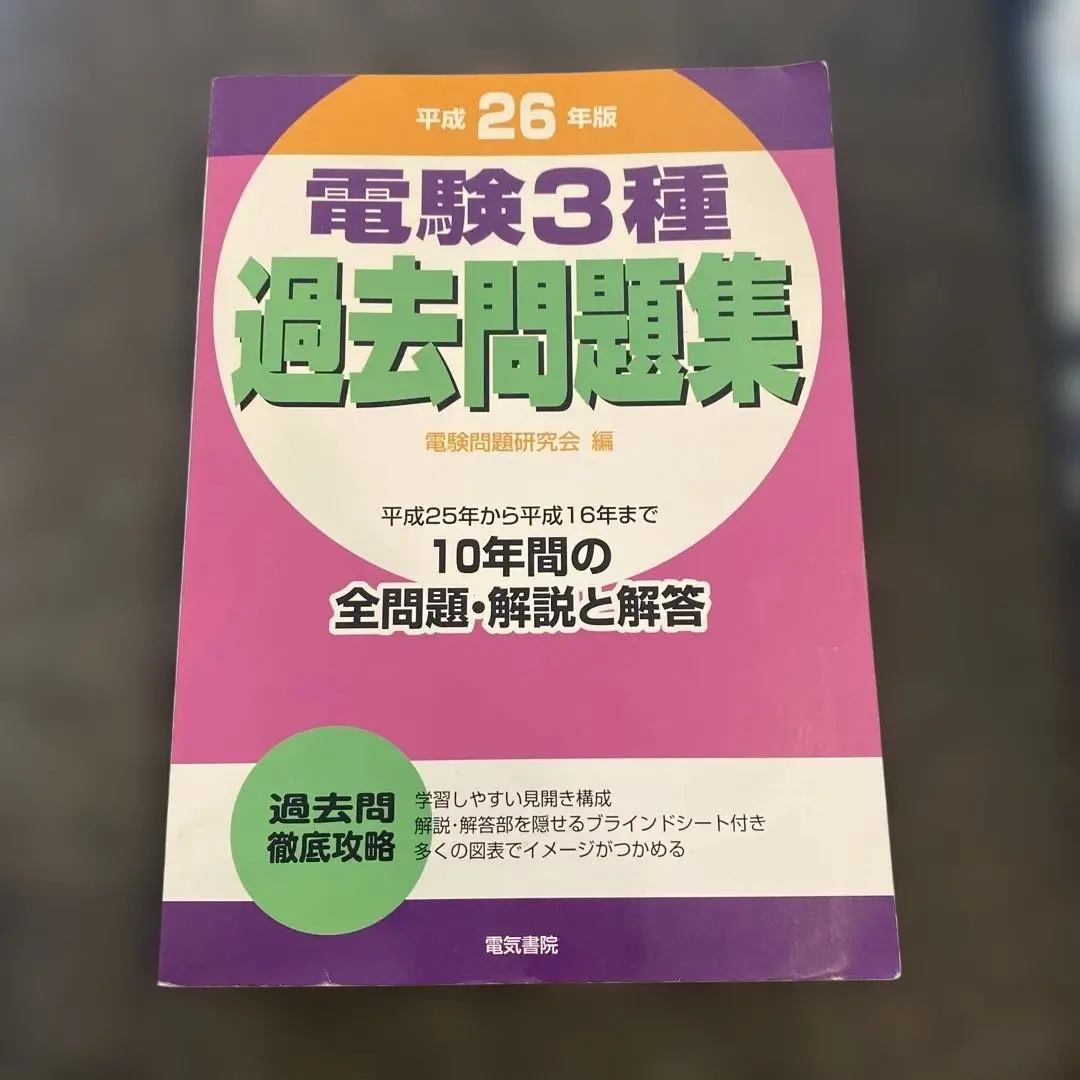 平成 26 年版
電験3種
過去問題集
電験問題研究会 編
平成25年から平成16年まで
10年間の
全問題・解説と解答
過去問
徹底攻略
学習しやすい見開き構成
解説・解答部を隠せるブラインドシート付き
多くの図表でイメージがつかめる
電気書院